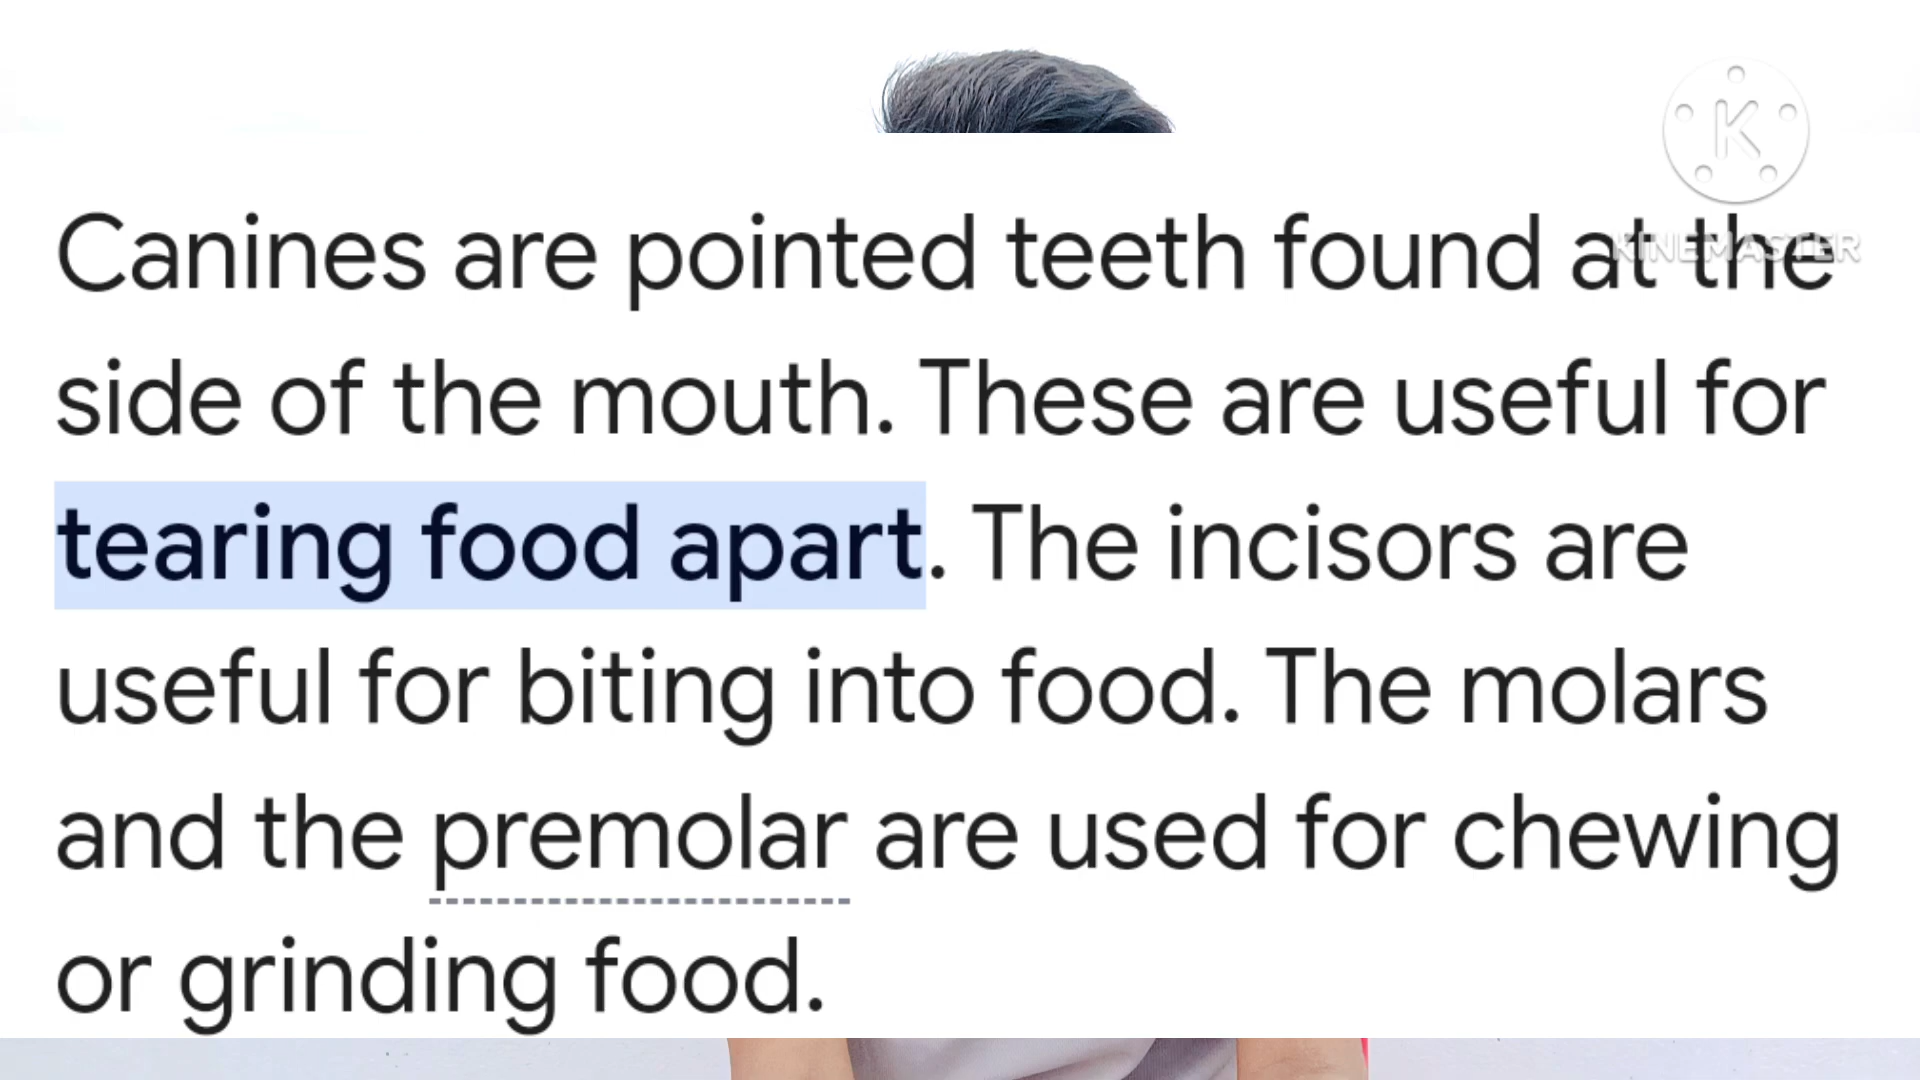 K
KINEMASTER
Canines are pointed teeth found at the
side of the mouth. These are useful for
tearing food apart. The incisors are
useful for biting into food. The molars
and the premolar are used for chewing
or grinding food.